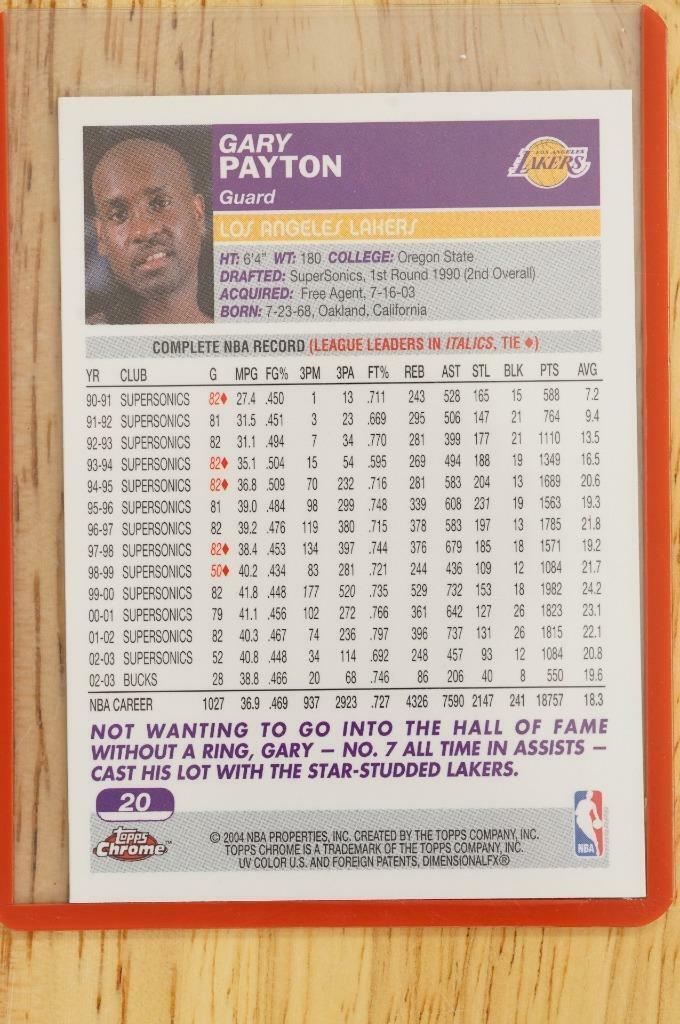 GARY
PAYTON
Guard
LOS ANGELES LAKERS
LOS ANGELES
LAKERS
HT: 6'4" WT: 180 COLLEGE: Oregon State
DRAFTED: SuperSonics, 1st Round 1990 (2nd Overall)
ACQUIRED: Free Agent, 7-16-03
BORN: 7-23-68, Oakland, California
COMPLETE NBA RECORD (LEAGUE LEADERS IN ITALICS, TIE ♦)
YR CLUB G MPG FG% 3PM 3PA FT% REB AST STL BLK PTS AVG
90-91 SUPERSONICS 82♦ 27.4 .450 1 13 .711 243 528 165 15 588 7.2
91-92 SUPERSONICS 81 31.5 .451 3 23 .669 295 506 147 21 764 9.4
92-93 SUPERSONICS 82 31.1 .494 7 34 .770 281 399 177 21 1110 13.5
93-94 SUPERSONICS 82♦ 35.1 .504 15 54 .595 269 494 188 19 1349 16.5
94-95 SUPERSONICS 82♦ 36.8 .509 70 232 .716 281 583 204 13 1689 20.6
95-96 SUPERSONICS 81 39.0 .484 98 299 .748 339 608 231 19 1563 19.3
96-97 SUPERSONICS 82 39.2 .476 119 380 .715 378 583 197 13 1785 21.8
97-98 SUPERSONICS 82♦ 38.4 .453 134 397 .744 376 679 185 18 1571 19.2
98-99 SUPERSONICS 50♦ 40.2 .434 83 281 .721 244 436 109 12 1084 21.7
99-00 SUPERSONICS 82 41.8 .448 177 520 .735 529 732 153 18 1982 24.2
00-01 SUPERSONICS 79 41.1 .456 102 272 .766 361 642 127 26 1823 23.1
01-02 SUPERSONICS 82 40.3 .467 74 236 .797 396 737 131 26 1815 22.1
02-03 SUPERSONICS 52 40.8 .448 34 114 .692 248 457 93 12 1084 20.8
02-03 BUCKS 28 38.8 .466 20 68 .746 86 206 40 8 550 19.6
NBA CAREER 1027 36.9 .469 937 2923 .727 4326 7590 2147 241 18757 18.3
NOT WANTING TO GO INTO THE HALL OF FAME
WITHOUT A RING, GARY – NO. 7 ALL TIME IN ASSISTS –
CAST HIS LOT WITH THE STAR-STUDDED LAKERS.
20
Topps
Chrome™
© 2004 NBA PROPERTIES, INC. CREATED BY THE TOPPS COMPANY, INC.
TOPPS CHROME IS A TRADEMARK OF THE TOPPS COMPANY, INC.
UV COLOR U.S. AND FOREIGN PATENTS, DIMENSIONALFX®
NBA